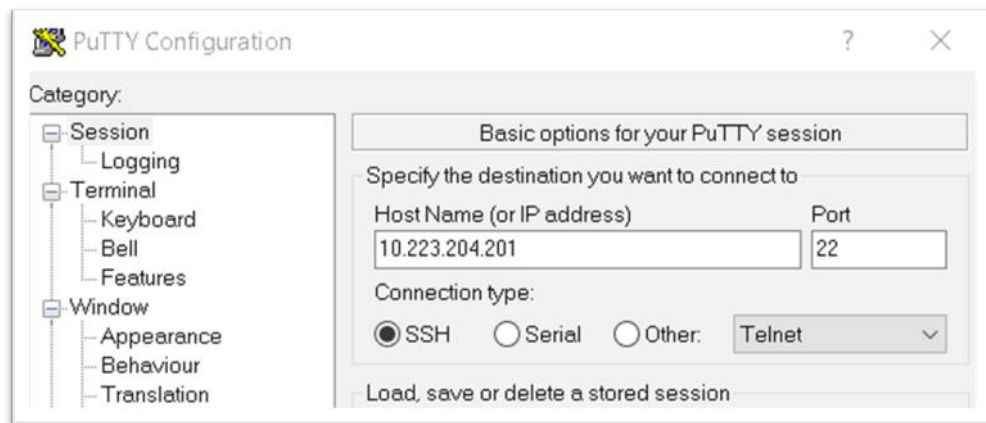 PuTTY Configuration
?
Category:
Session
Logging
Terminal
Keyboard
Bell
Features
Window
Appearance
Behaviour
Translation
Basic options for your PuTTY session
Specify the destination you want to connect to
Host Name (or IP address) Port
10.223.204.201 22
Connection type:
SSH Serial Other: Telnet
Load, save or delete a stored session